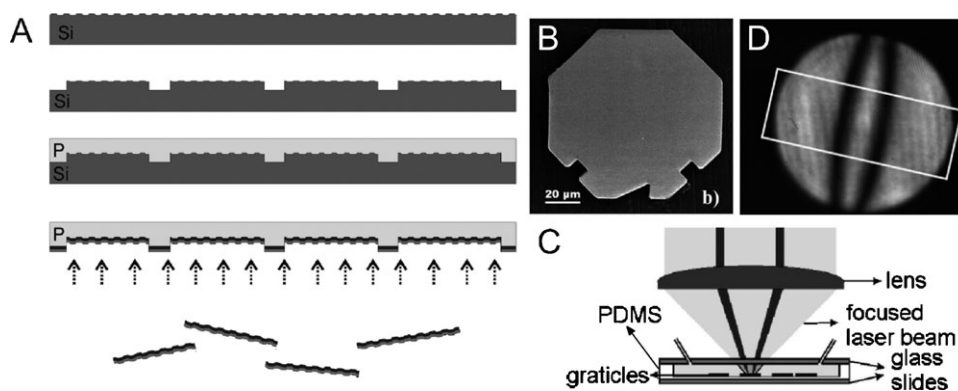 A
Si
Si
P
Si
P
B
20 μm
b)
D
C
lens
PDMS
focused
laser beam
glass
graticles
slides